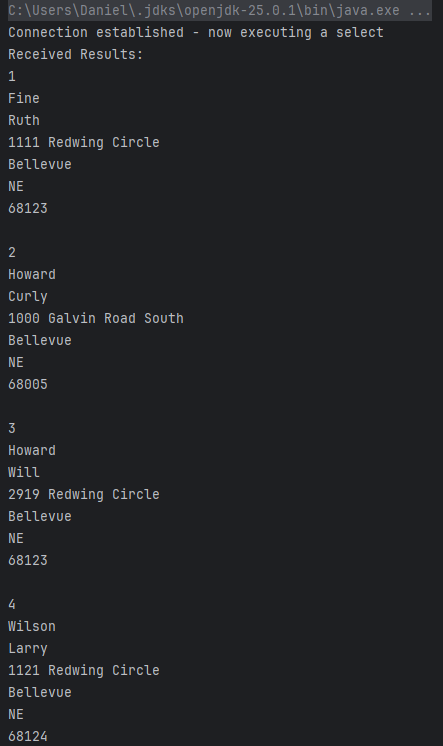 C:\Users\Daniel\.jdks\openjdk-25.0.1\bin\java.exe ...
Connection established - now executing a select
Received Results:
1
Fine
Ruth
1111 Redwing Circle
Bellevue
NE
68123
2
Howard
Curly
1000 Galvin Road South
Bellevue
NE
68005
3
Howard
Will
2919 Redwing Circle
Bellevue
NE
68123
4
Wilson
Larry
1121 Redwing Circle
Bellevue
NE
68124